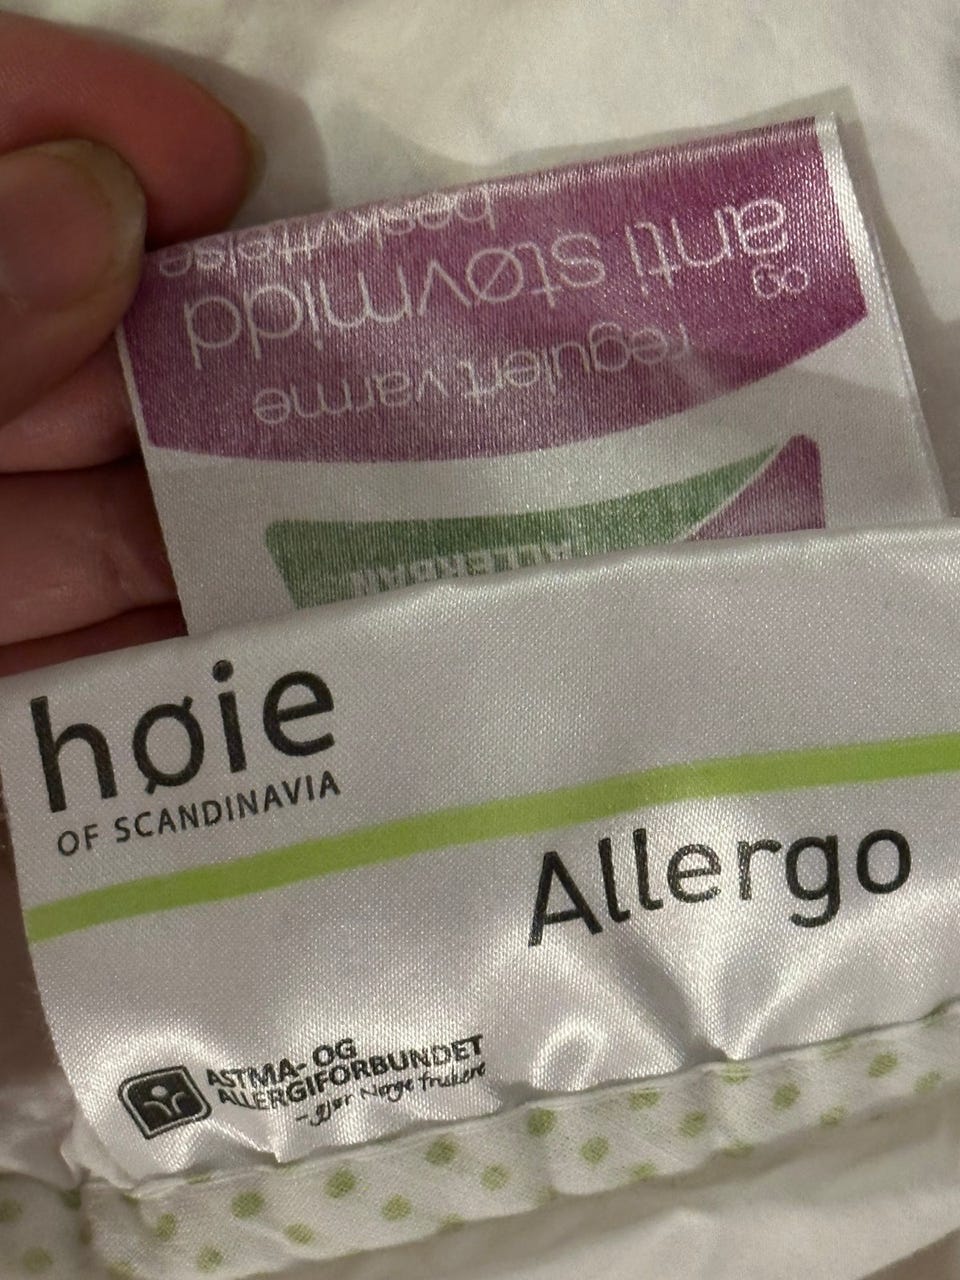 regulert varme
og
anti støvmidd
beskyttelse
høie
OF SCANDINAVIA
Allergo
ASTMA- OG
ALLERGIFORBUNDET
- gjør Norge friskere